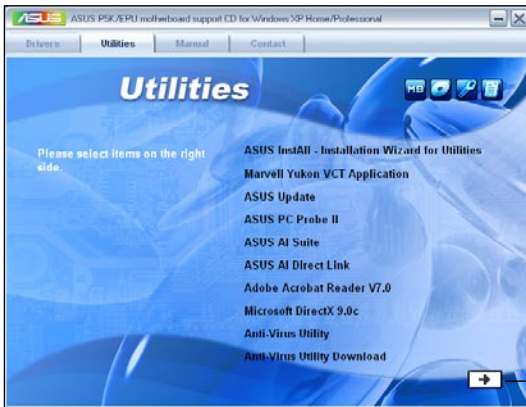 ASUS ASUS P5K/EPU motherboard support CD for Windows XP Home/Professional
Drivers Utilities Manual Contact
Utilities
MB
Please select items on the right
side.
ASUS InstAll - Installation Wizard for Utilities
Marvell Yukon VCT Application
ASUS Update
ASUS PC Probe II
ASUS AI Suite
ASUS AI Direct Link
Adobe Acrobat Reader V7.0
Microsoft DirectX 9.0c
Anti-Virus Utility
Anti-Virus Utility Download